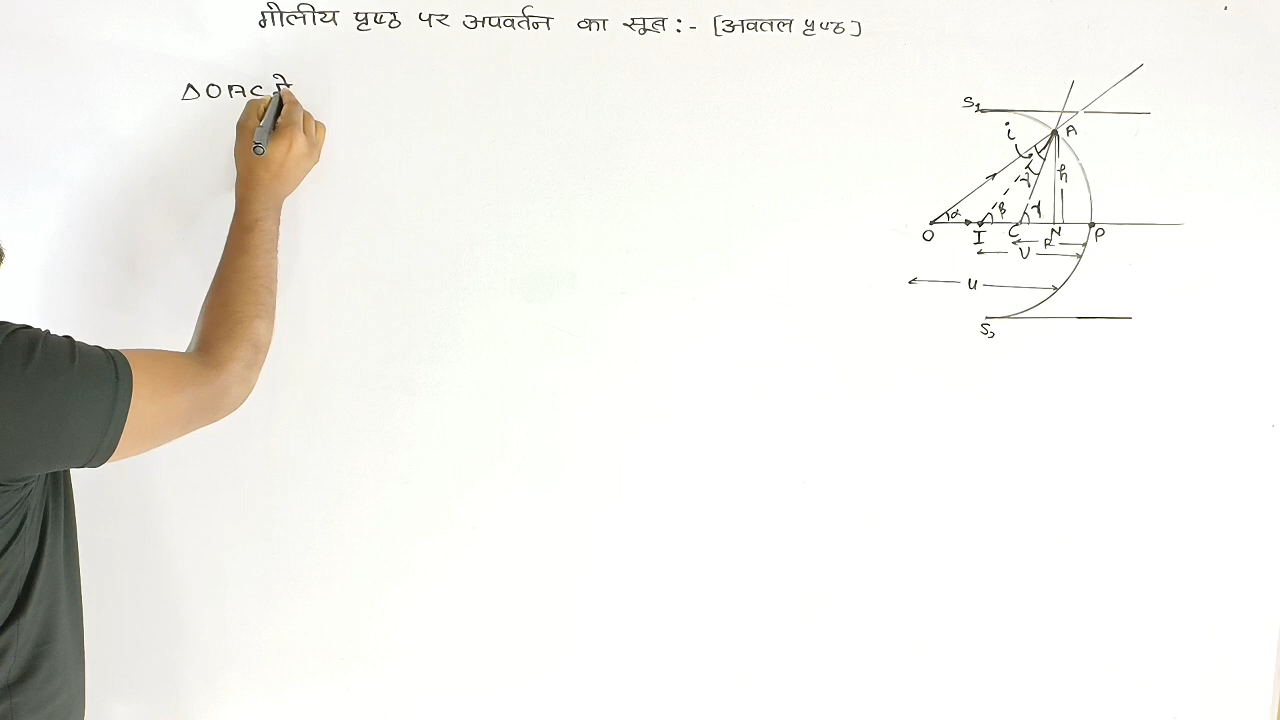 गोलीय पृष्ठ पर अपवर्तन का सूत्र :- [अवतल पृष्ठ]
ΔOAC में
S₁
A
i
r
h
α
β
γ
O I C N P
R
V
u
S₂